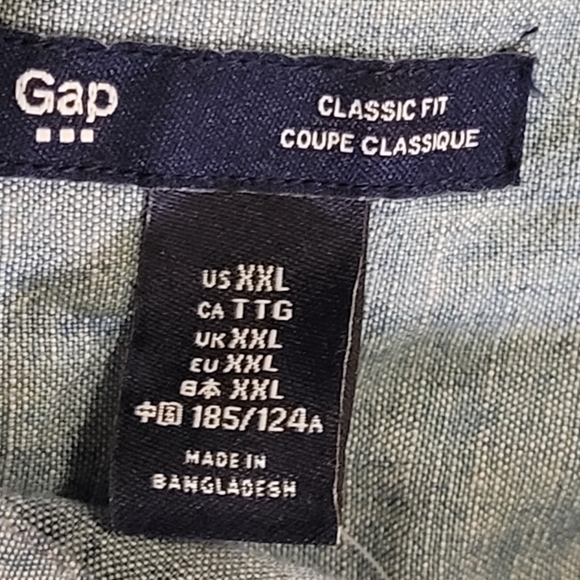 Gap
CLASSIC FIT
COUPE CLASSIQUE
US XXL
CA TTG
UK XXL
EU XXL
日本 XXL
中国 185/124A
MADE IN
BANGLADESH